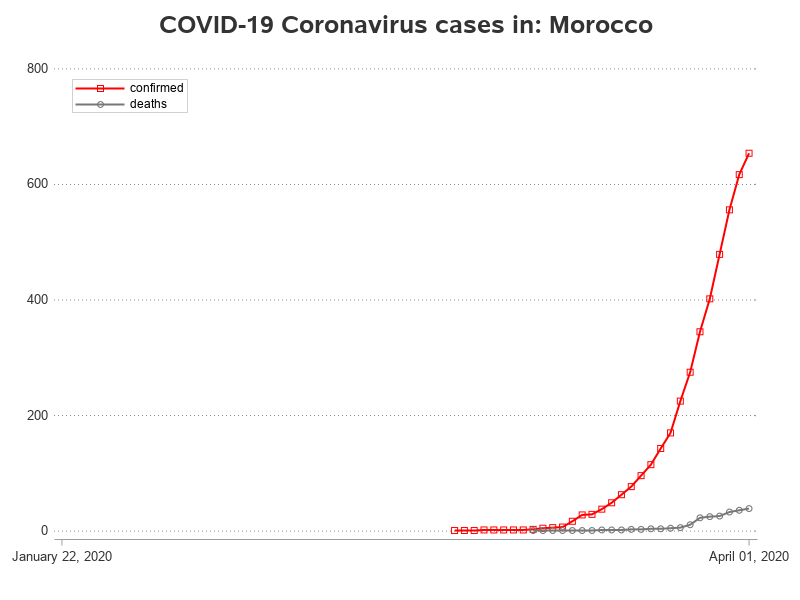 COVID-19 Coronavirus cases in: Morocco
800
confirmed
deaths
600
400
200
0
January 22, 2020
April 01, 2020